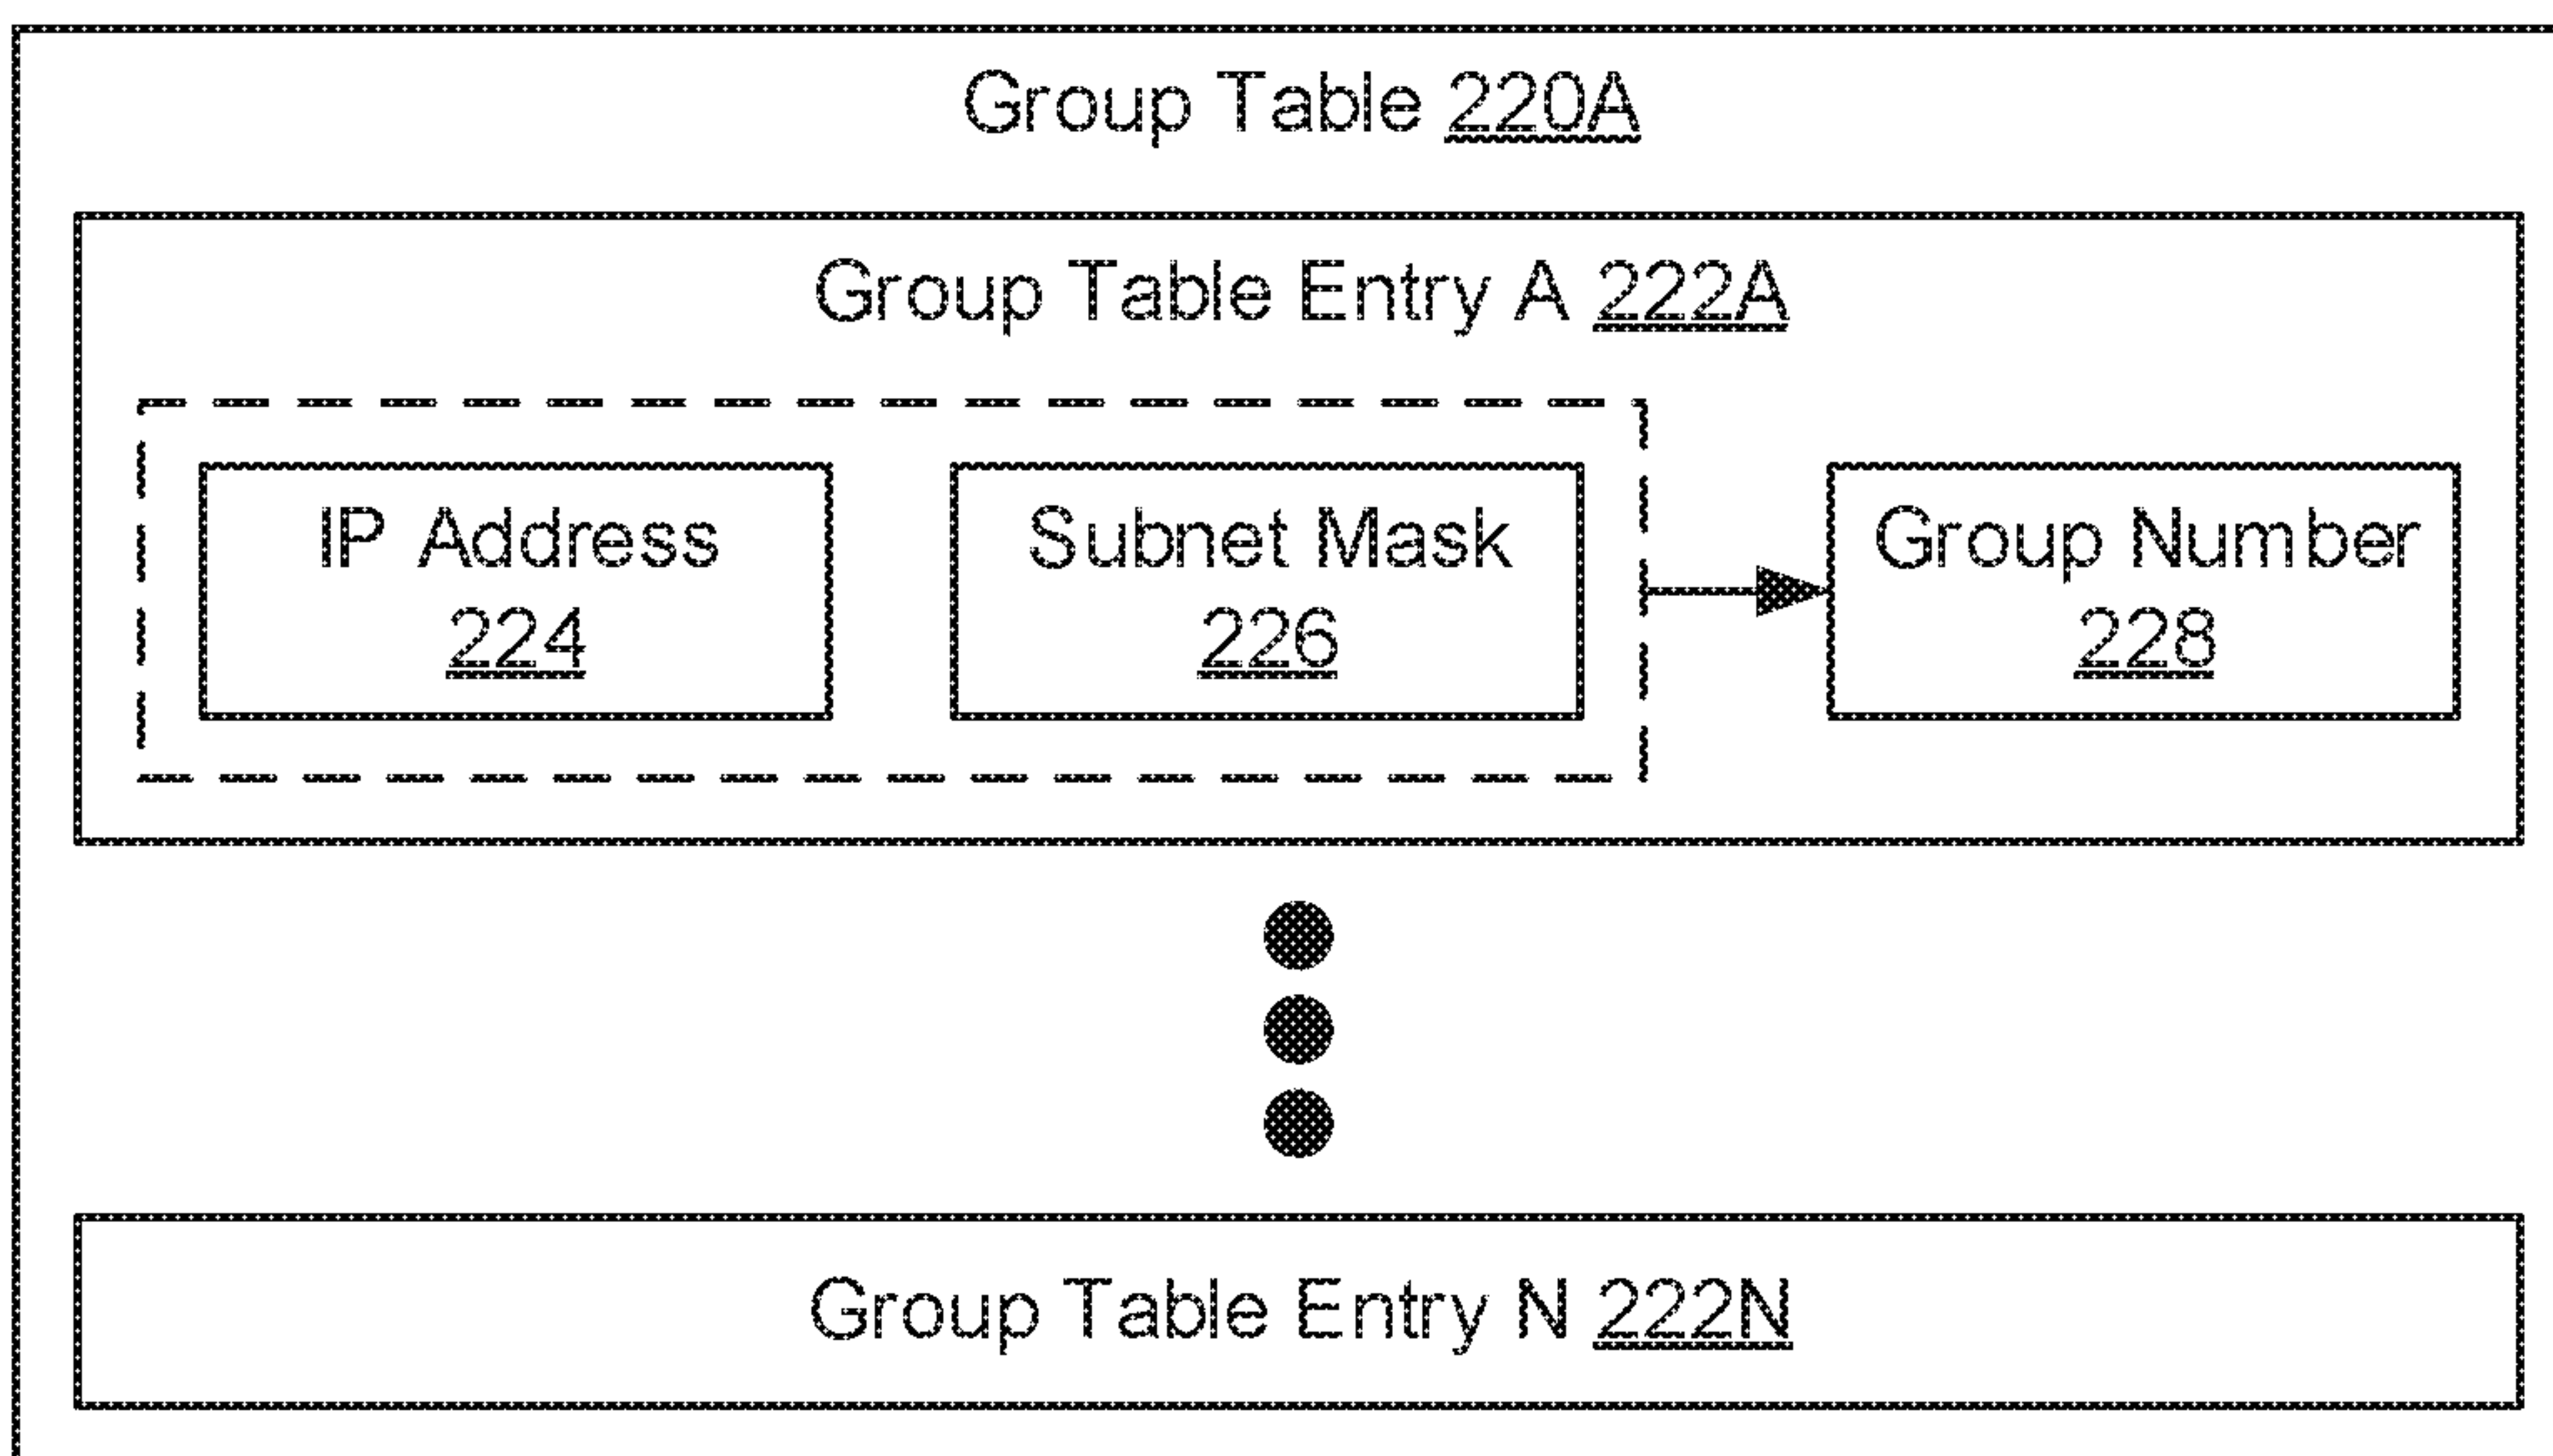 Group Table 220A
Group Table Entry A 222A
IP Address
224
Subnet Mask
226
Group Number
228
Group Table Entry N 222N